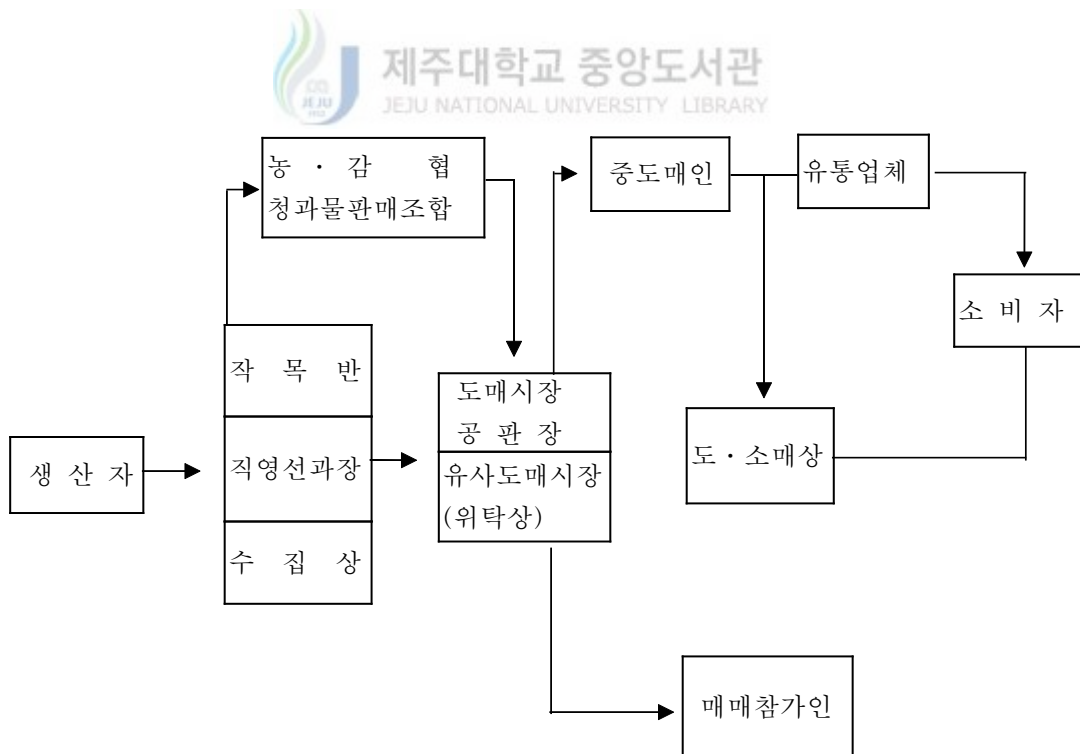 제주대학교 중앙도서관
JEJU NATIONAL UNIVERSITY LIBRARY
JEJU
1952
농 · 감 협
청과물판매조합
중도매인
유통업체
소 비 자
작 목 반
도매시장
공 판 장
생 산 자
직영선과장
유사도매시장
(위탁상)
도 · 소매상
수 집 상
매매참가인